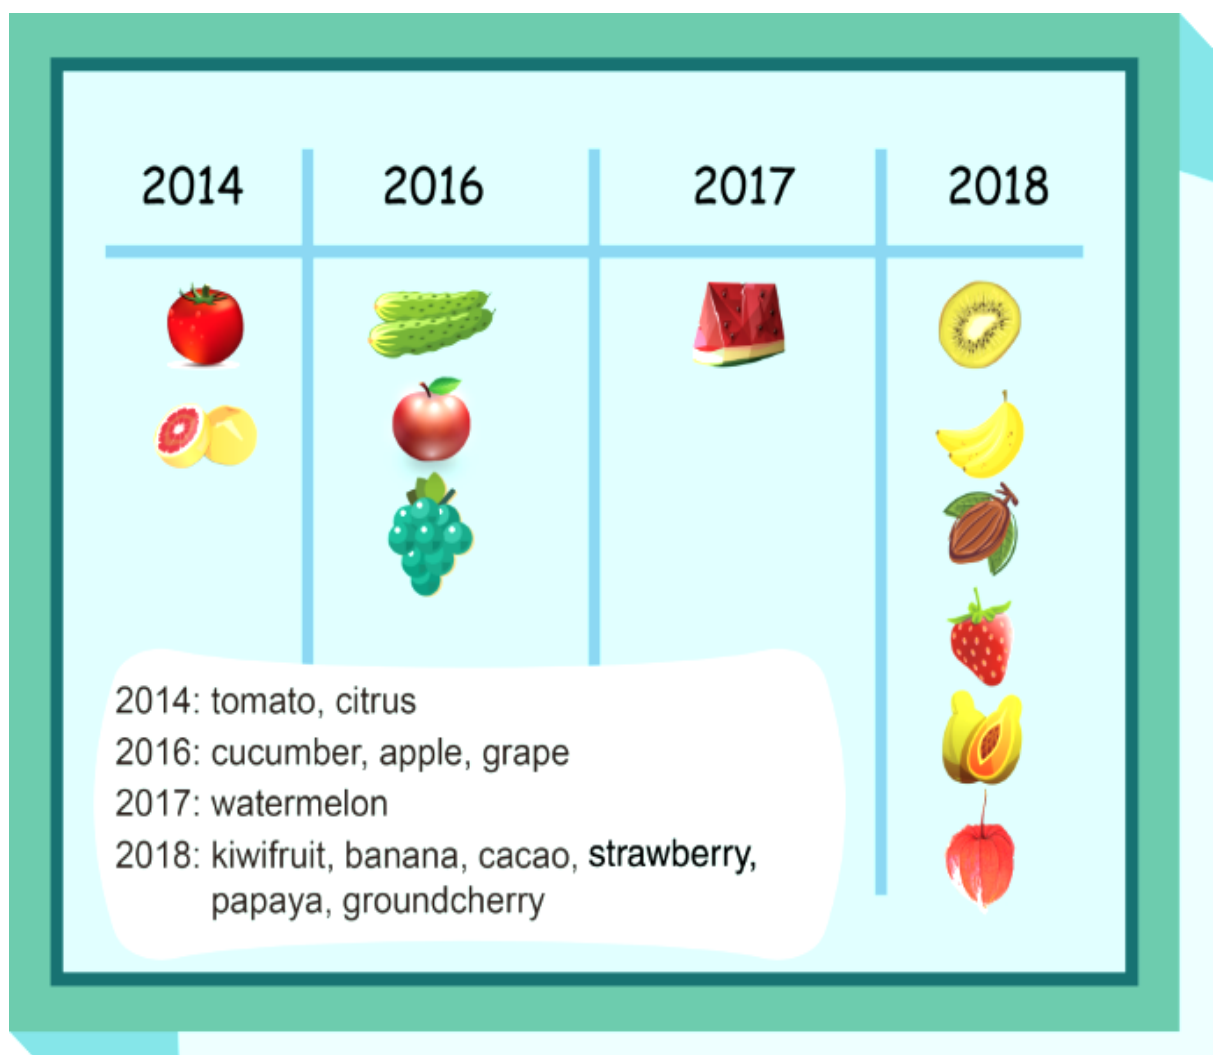 2014 2016 2017 2018
2014: tomato, citrus
2016: cucumber, apple, grape
2017: watermelon
2018: kiwifruit, banana, cacao, strawberry,
papaya, groundcherry